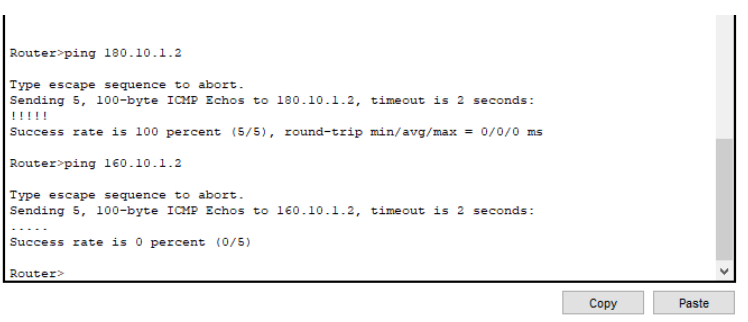 Router>ping 180.10.1.2
Type escape sequence to abort.
Sending 5, 100-byte ICMP Echos to 180.10.1.2, timeout is 2 seconds:
!!!!!
Success rate is 100 percent (5/5), round-trip min/avg/max = 0/0/0 ms
Router>ping 160.10.1.2
Type escape sequence to abort.
Sending 5, 100-byte ICMP Echos to 160.10.1.2, timeout is 2 seconds:
.....
Success rate is 0 percent (0/5)
Router>
Copy Paste